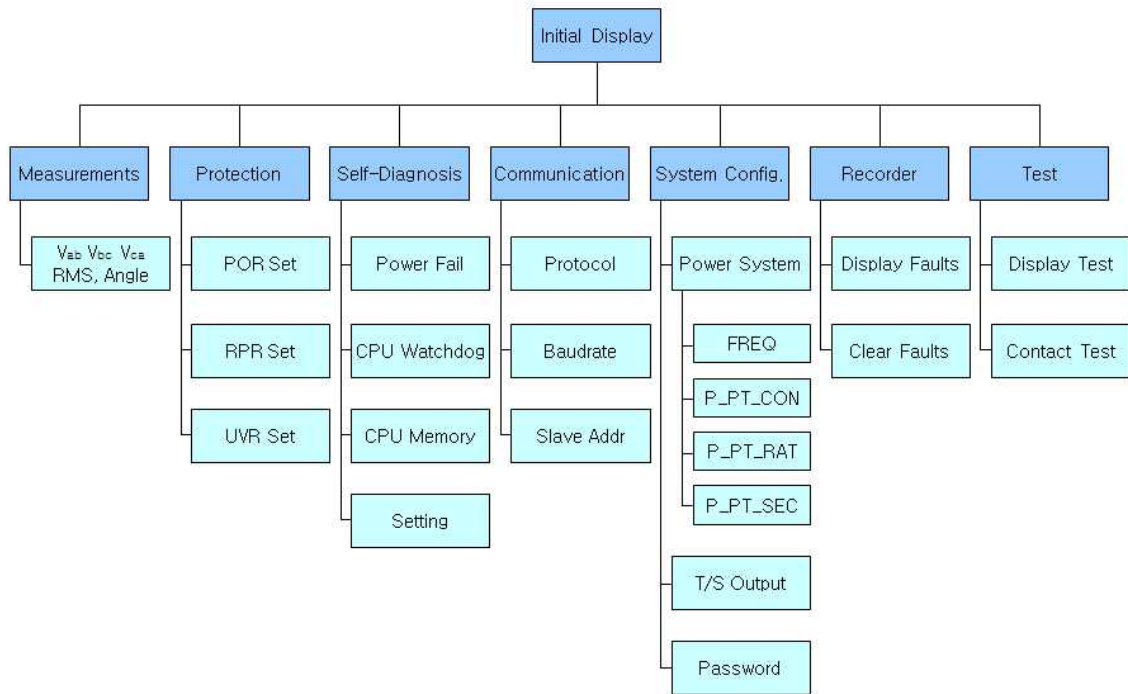 Initial Display
Measurements
Protection
Self-Diagnosis
Communication
System Config.
Recorder
Test
Vab Vbc Vca
RMS, Angle
POR Set
RPR Set
UVR Set
Power Fail
CPU Watchdog
CPU Memory
Setting
Protocol
Baudrate
Slave Addr
Power System
FREQ
P_PT_CON
P_PT_RAT
P_PT_SEC
T/S Output
Password
Display Faults
Clear Faults
Display Test
Contact Test